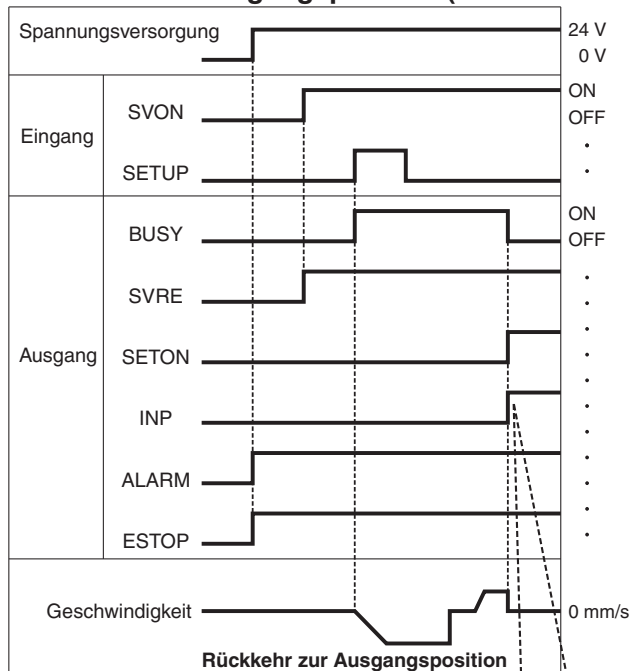 Spannungsversorgung
24 V
0 V
Eingang
SVON
ON
OFF
SETUP
Ausgang
BUSY
ON
OFF
SVRE
SETON
INP
ALARM
ESTOP
Geschwindigkeit
0 mm/s
Rückkehr zur Ausgangsposition